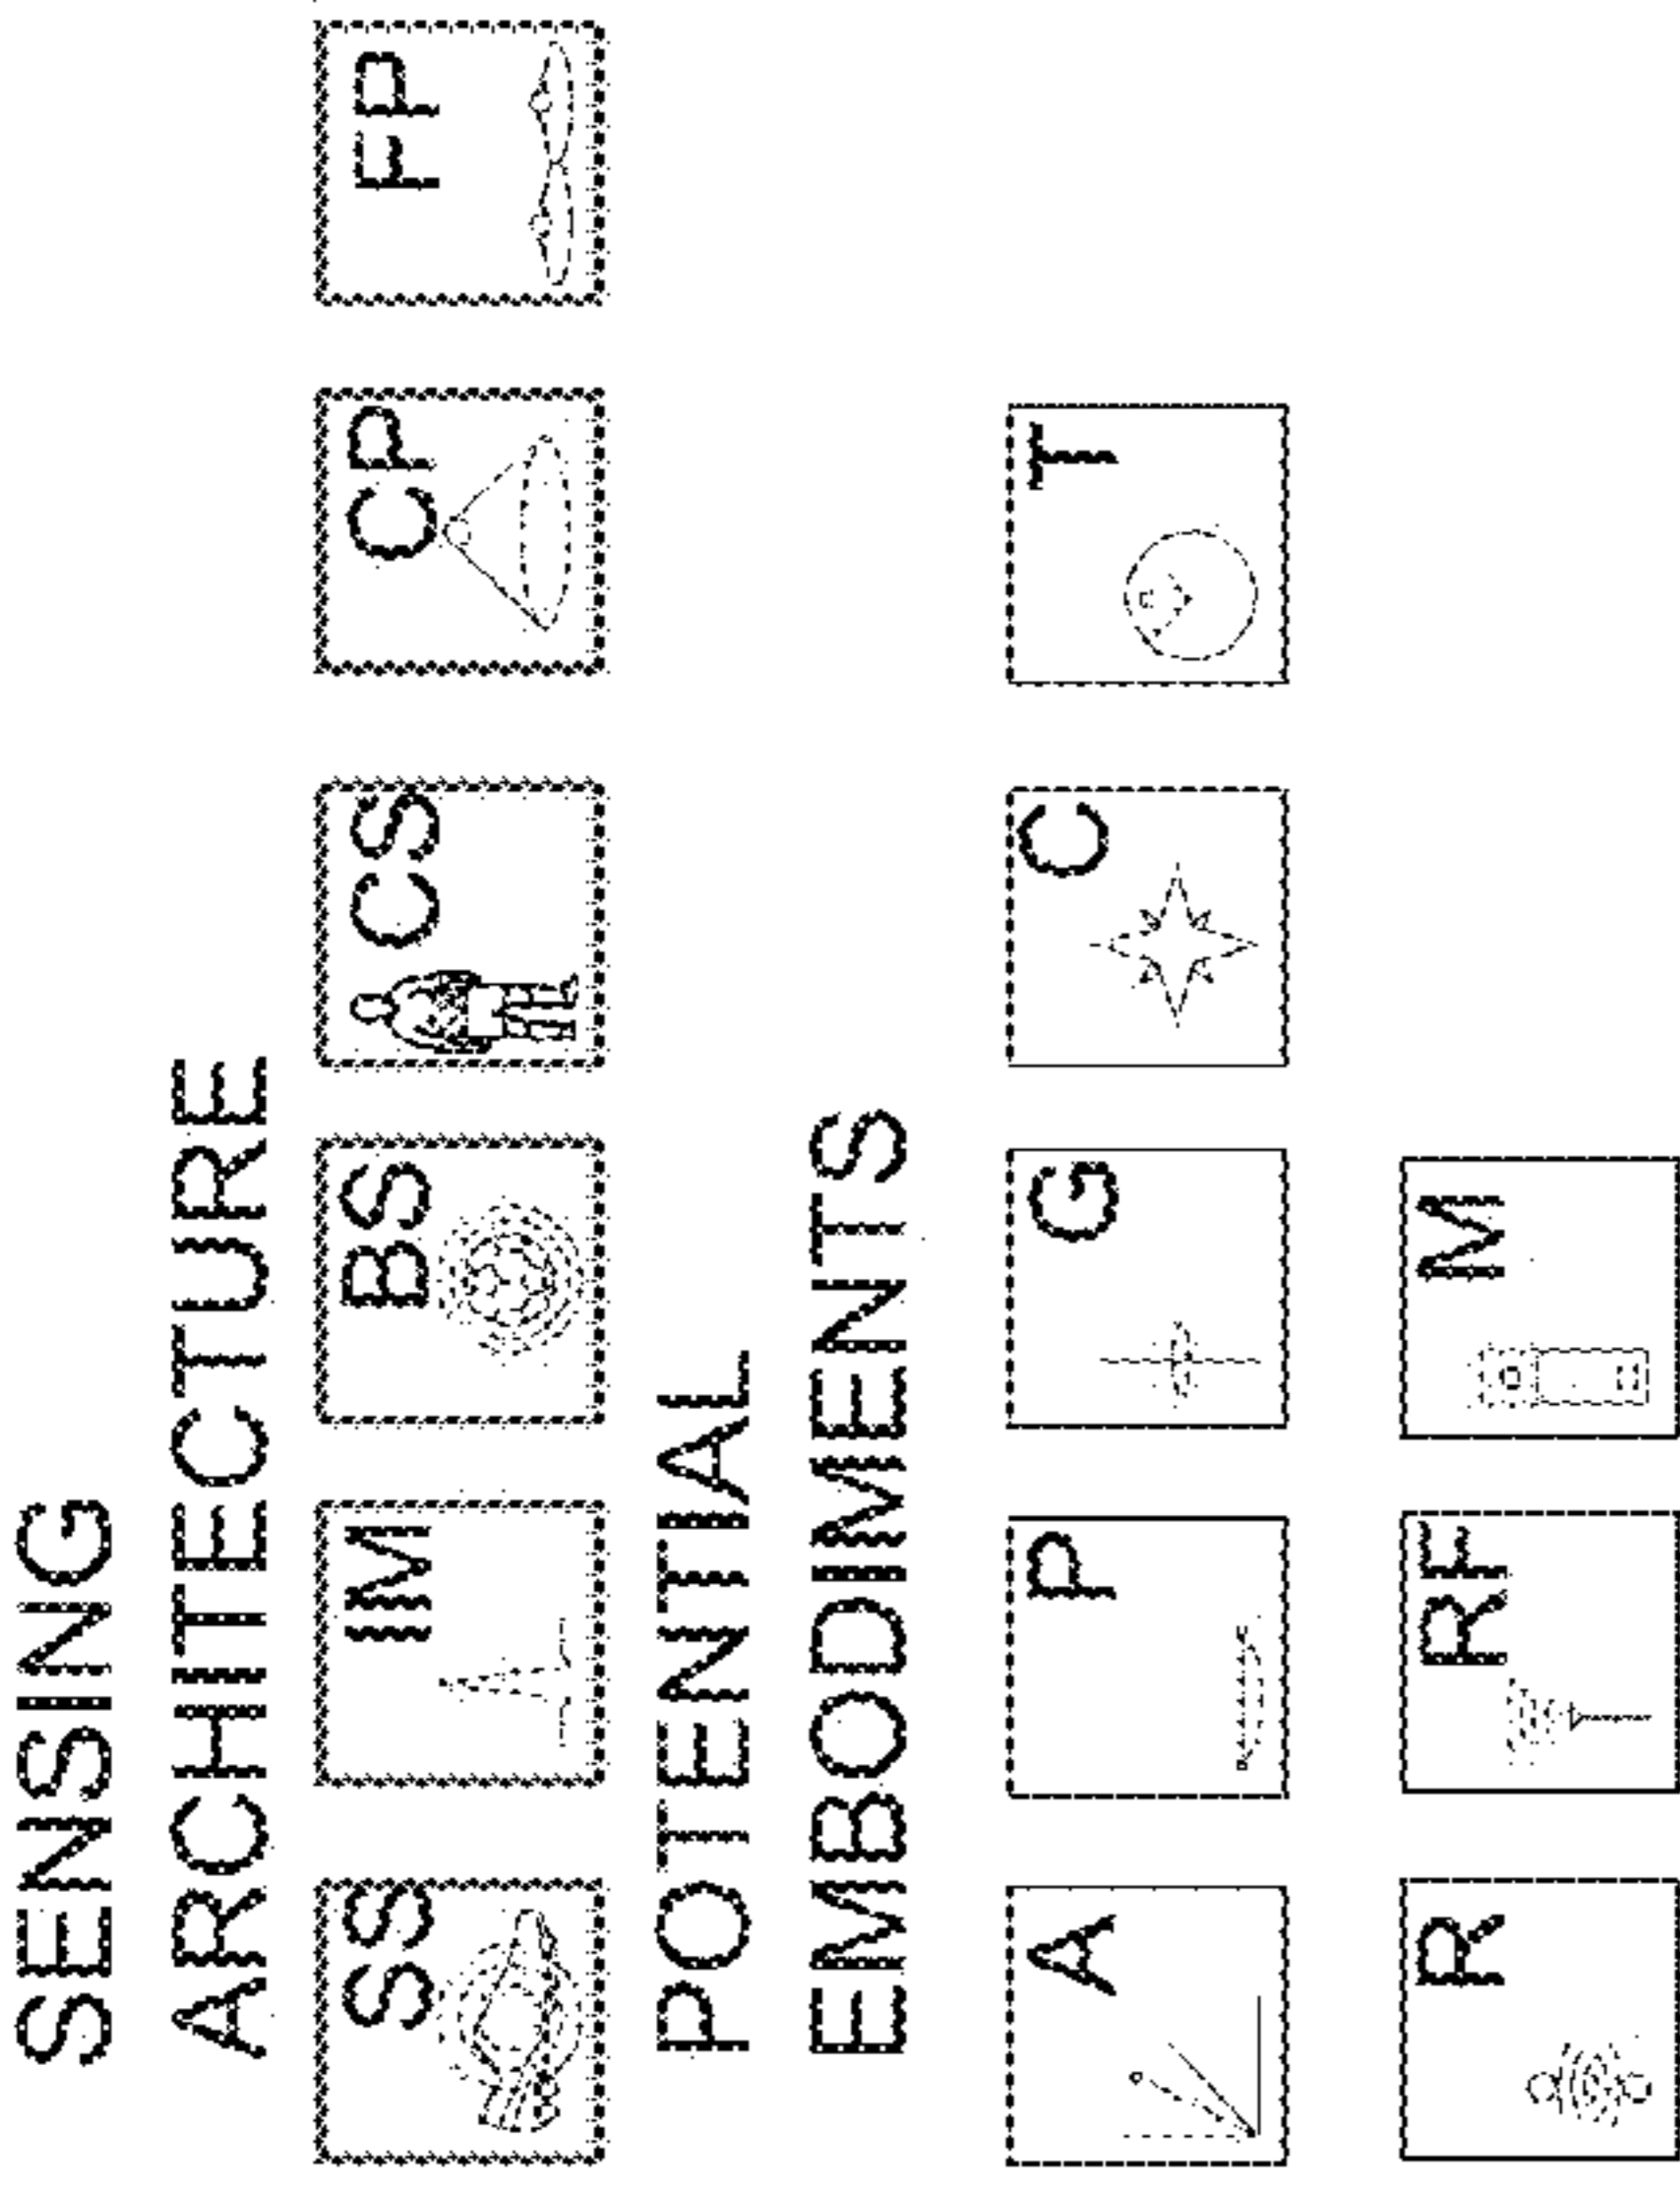 SENSING
ARCHITECTURE
SS IM BS CS CP FP
POTENTIAL
EMBODIMENTS
A P G C T
R RF M